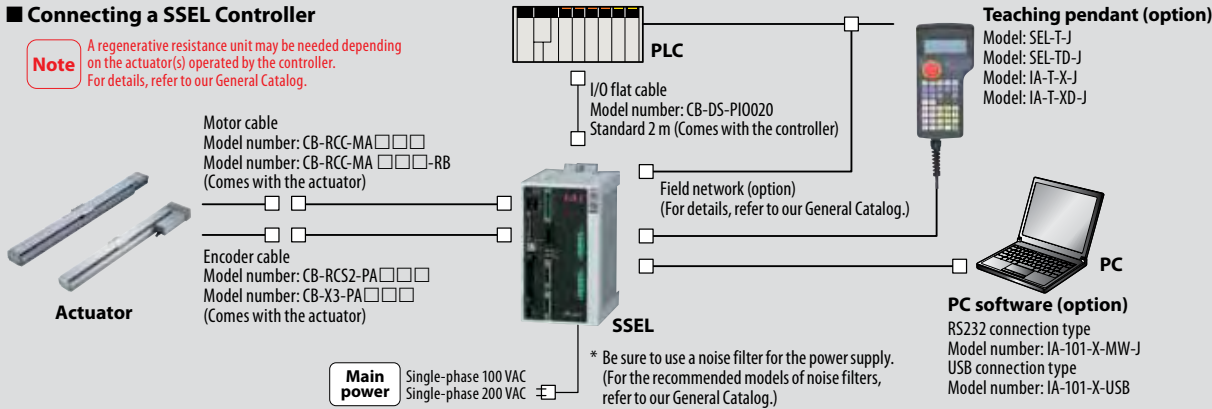 ■ Connecting a SSEL Controller
Note
A regenerative resistance unit may be needed depending
on the actuator(s) operated by the controller.
For details, refer to our General Catalog.
PLC
I/O flat cable
Model number: CB-DS-PIO020
Standard 2 m (Comes with the controller)
Teaching pendant (option)
Model: SEL-T-J
Model: SEL-TD-J
Model: IA-T-X-J
Model: IA-T-XD-J
Motor cable
Model number: CB-RCC-MA□□□
Model number: CB-RCC-MA □□□-RB
(Comes with the actuator)
Field network (option)
(For details, refer to our General Catalog.)
Encoder cable
Model number: CB-RCS2-PA□□□
Model number: CB-X3-PA□□□
(Comes with the actuator)
Actuator
SSEL
PC
PC software (option)
RS232 connection type
Model number: IA-101-X-MW-J
USB connection type
Model number: IA-101-X-USB
Main
power
Single-phase 100 VAC
Single-phase 200 VAC
* Be sure to use a noise filter for the power supply.
(For the recommended models of noise filters,
refer to our General Catalog.)